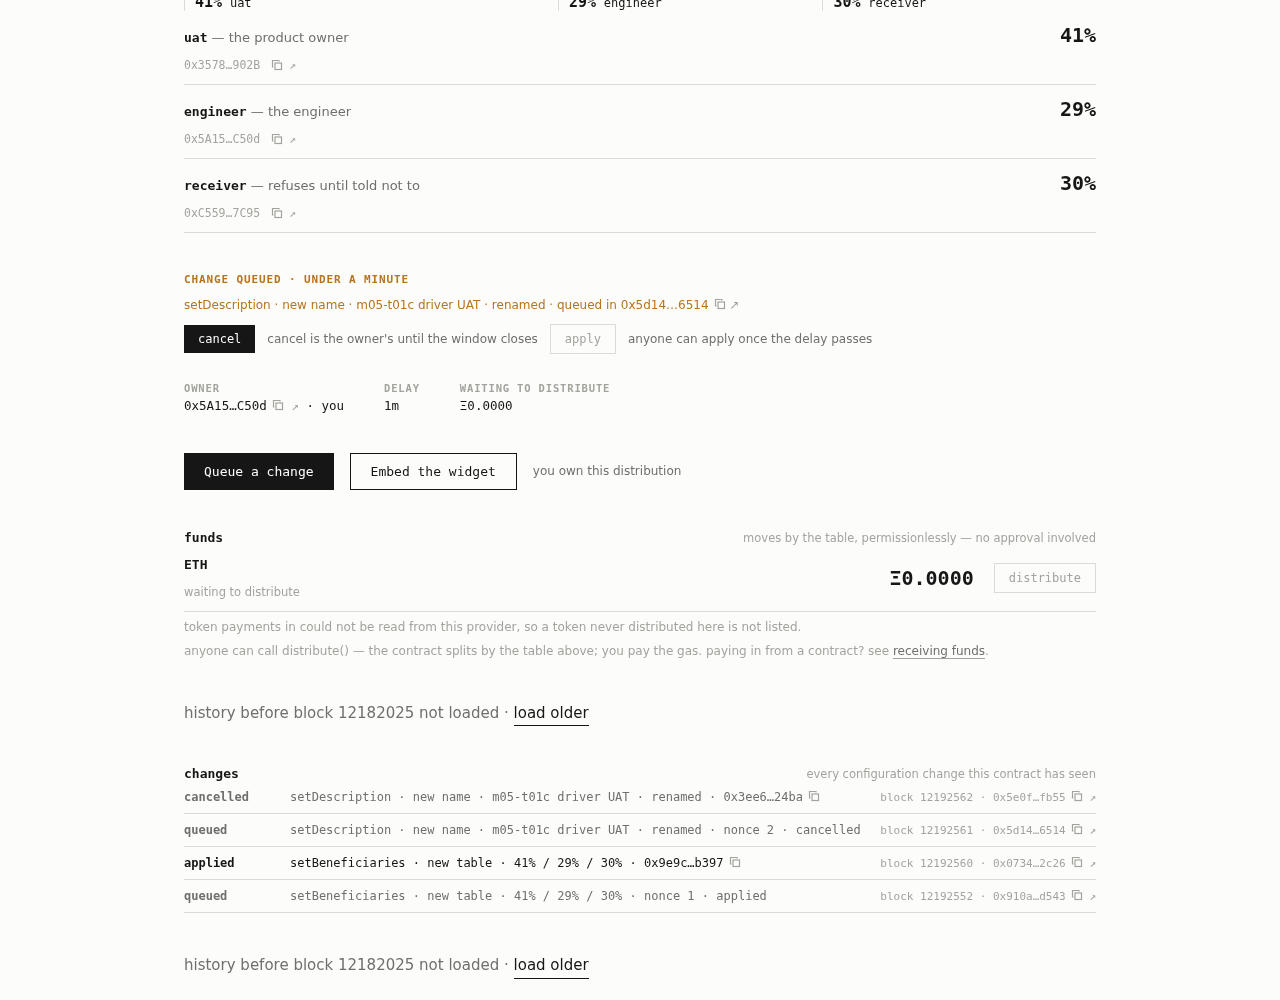 41% uat 29% engineer 30% receiver
uat — the product owner 41%
0x3578…902B ↗
engineer — the engineer 29%
0x5A15…C50d ↗
receiver — refuses until told not to 30%
0xC559…7C95 ↗
CHANGE QUEUED · UNDER A MINUTE
setDescription · new name · m05-t01c driver UAT · renamed · queued in 0x5d14…6514 ↗
cancel cancel is the owner's until the window closes apply anyone can apply once the delay passes
OWNER DELAY WAITING TO DISTRIBUTE
0x5A15…C50d ↗ · you 1m Ξ0.0000
Queue a change Embed the widget you own this distribution
funds moves by the table, permissionlessly — no approval involved
ETH
Ξ0.0000 distribute
waiting to distribute
token payments in could not be read from this provider, so a token never distributed here is not listed.
anyone can call distribute() — the contract splits by the table above; you pay the gas. paying in from a contract? see receiving funds.
history before block 12182025 not loaded · load older
changes every configuration change this contract has seen
cancelled setDescription · new name · m05-t01c driver UAT · renamed · 0x3ee6…24ba block 12192562 · 0x5e0f…fb55 ↗
queued setDescription · new name · m05-t01c driver UAT · renamed · nonce 2 · cancelled block 12192561 · 0x5d14…6514 ↗
applied setBeneficiaries · new table · 41% / 29% / 30% · 0x9e9c…b397 block 12192560 · 0x0734…2c26 ↗
queued setBeneficiaries · new table · 41% / 29% / 30% · nonce 1 · applied block 12192552 · 0x910a…d543 ↗
history before block 12182025 not loaded · load older